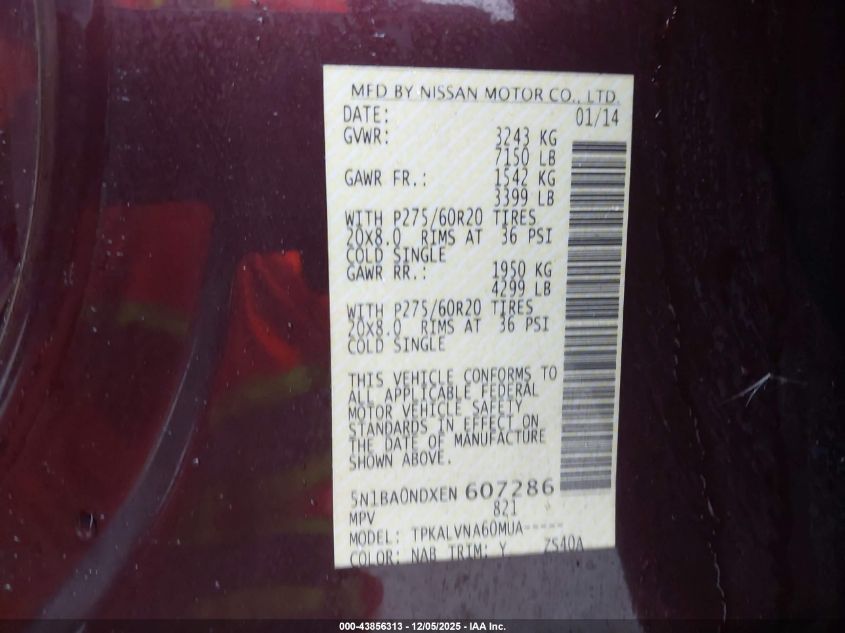 MFD BY NISSAN MOTOR CO., LTD.
DATE: 01/14
GVWR: 3243 KG
7150 LB
GAWR FR.: 1542 KG
3399 LB
WITH P275/60R20 TIRES
20X8.0 RIMS AT 36 PSI
COLD SINGLE
GAWR RR.: 1950 KG
4299 LB
WITH P275/60R20 TIRES
20X8.0 RIMS AT 36 PSI
COLD SINGLE
THIS VEHICLE CONFORMS TO
ALL APPLICABLE FEDERAL
MOTOR VEHICLE SAFETY
STANDARDS IN EFFECT ON
THE DATE OF MANUFACTURE
SHOWN ABOVE.
5N1BA0NDXEN 607286
MPV 821
MODEL: TPKALVNA60MUA-----
COLOR: NAB TRIM: Y ZS40A
000-43856313 - 12/05/2025 - IAA Inc.